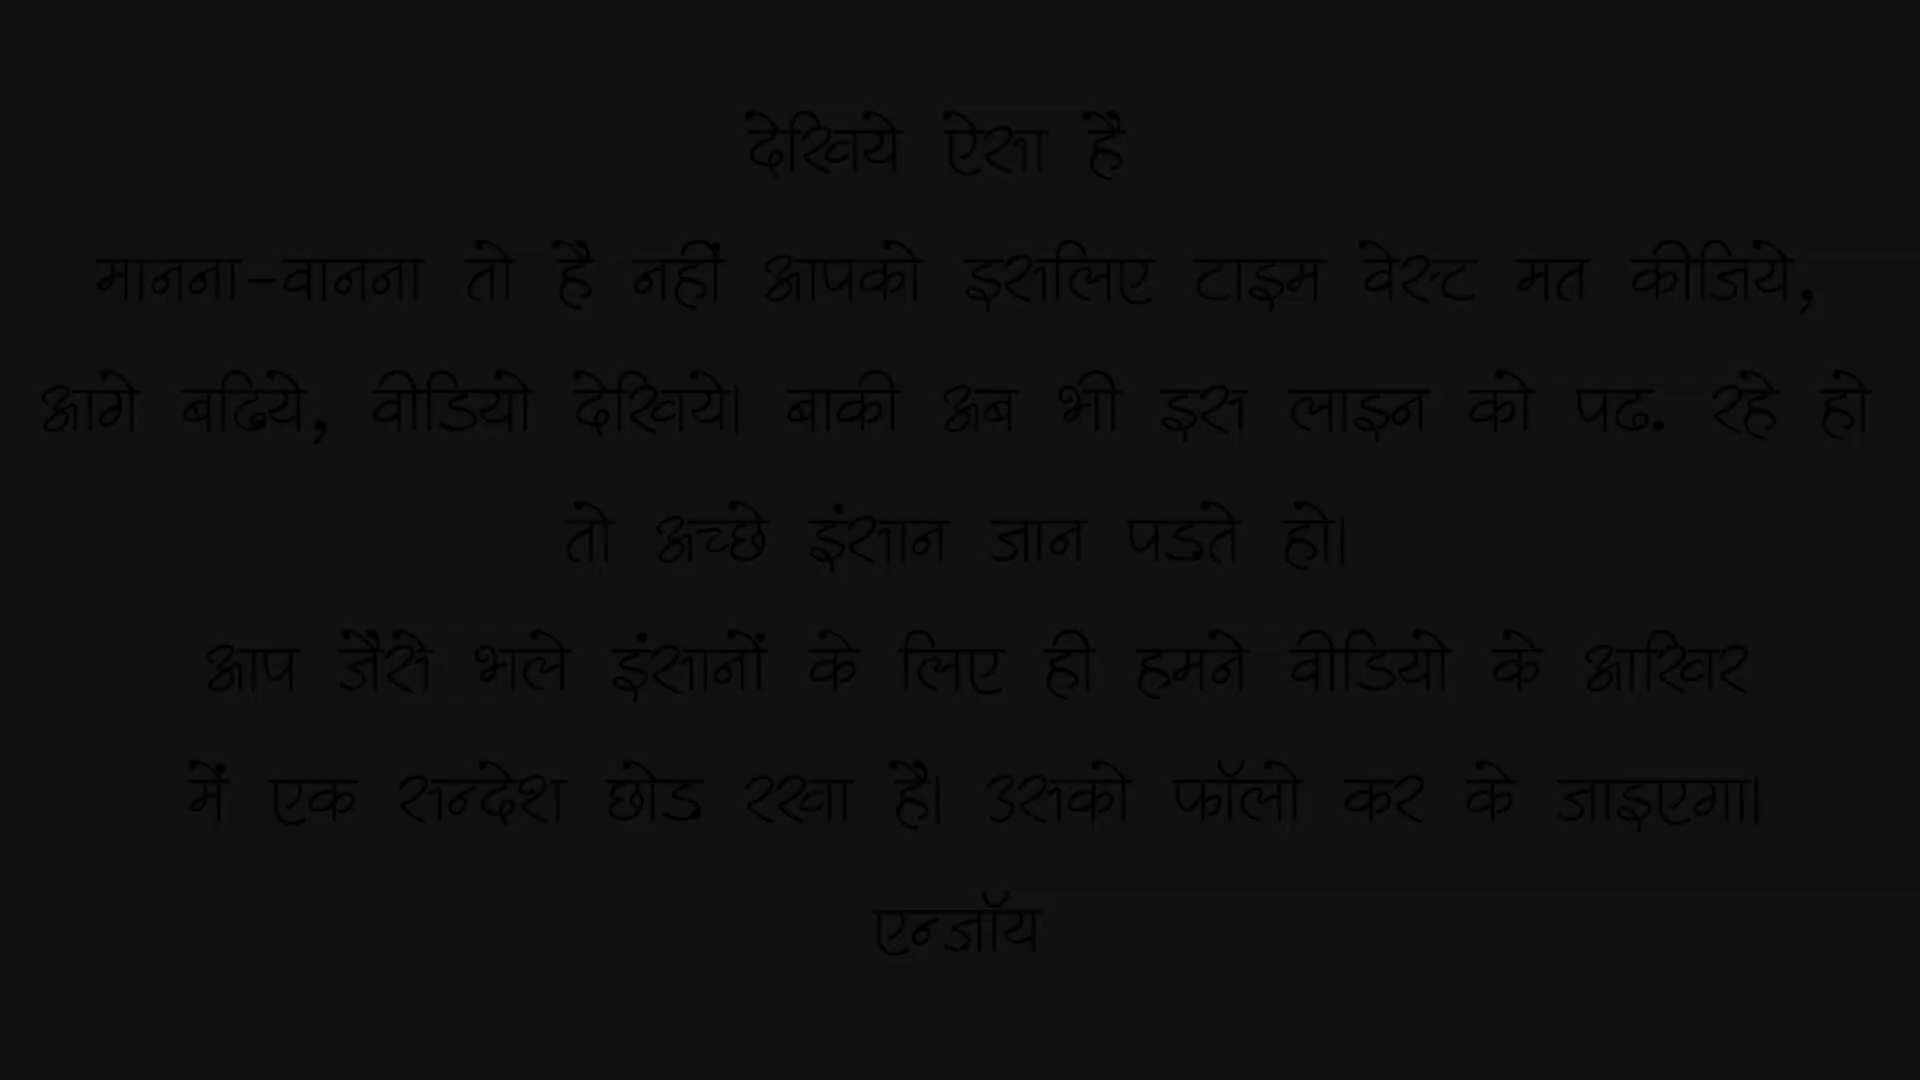 देखिये ऐसा है
मानना-वानना तो है नहीं आपको इसलिए टाइम वेस्ट मत कीजिये,
आगे बढिये, वीडियो देखिये। बाकी अब भी इस लाइन को पढ. रहे हो
तो अच्छे इंसान जान पडते हो।
आप जैसे भले इंसानों के लिए ही हमने वीडियो के आखिर
में एक सन्देश छोड रखा है। उसको फॉलो कर के जाइएगा।
एन्जॉय